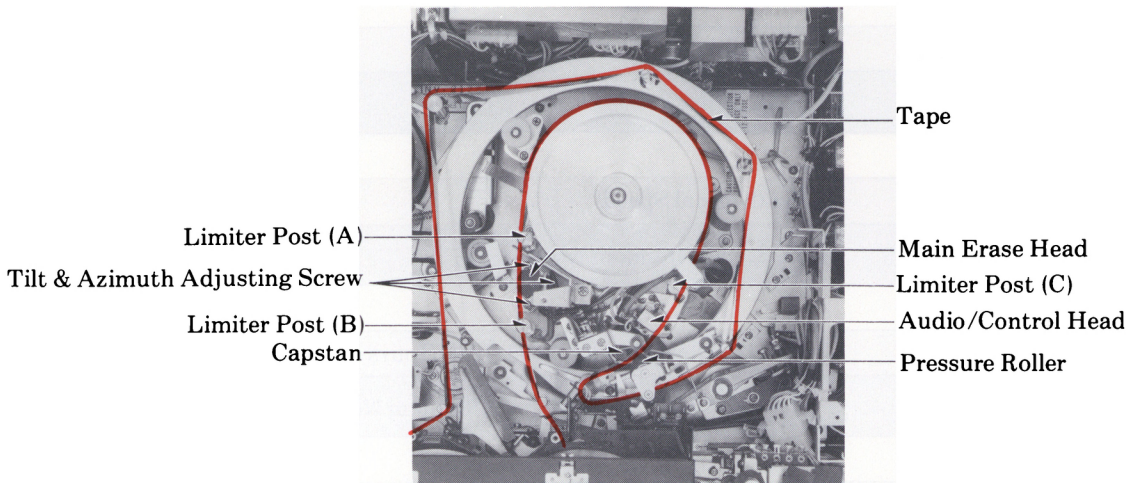 Tape
Limiter Post (A)
Main Erase Head
Tilt & Azimuth Adjusting Screw
Limiter Post (C)
Limiter Post (B)
Audio/Control Head
Capstan
Pressure Roller